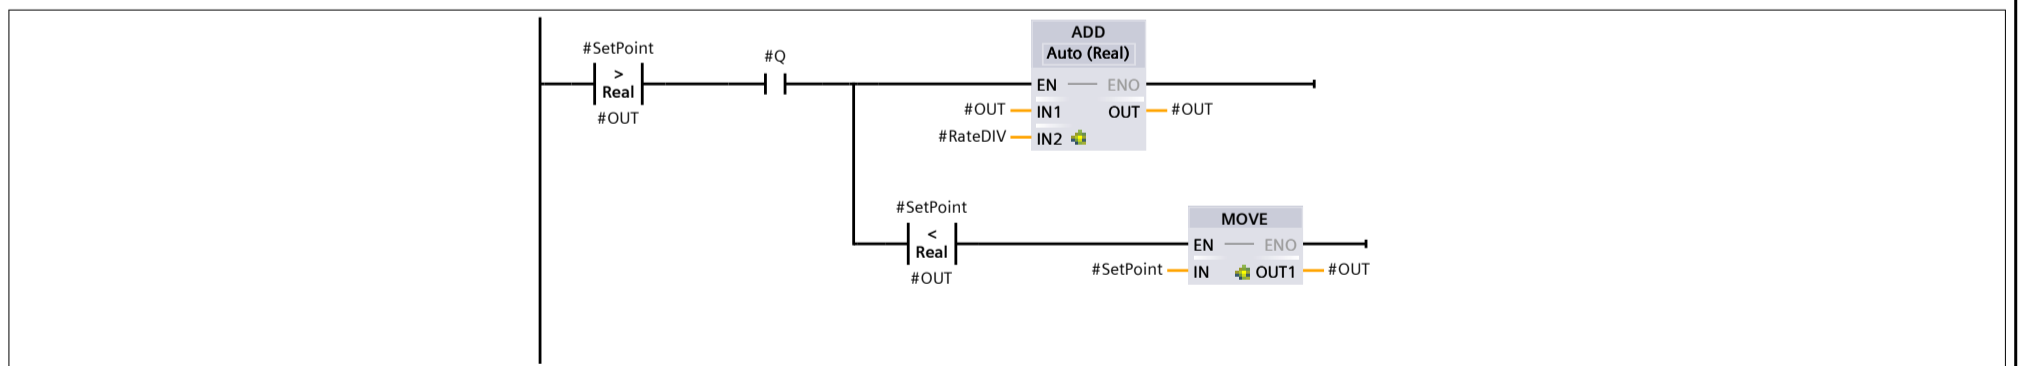 #SetPoint
>
Real
#OUT
#Q
ADD
Auto (Real)
EN ENO
#OUT IN1 OUT #OUT
#RateDIV IN2
#SetPoint
<
Real
#OUT
MOVE
EN ENO
#SetPoint IN OUT1 #OUT